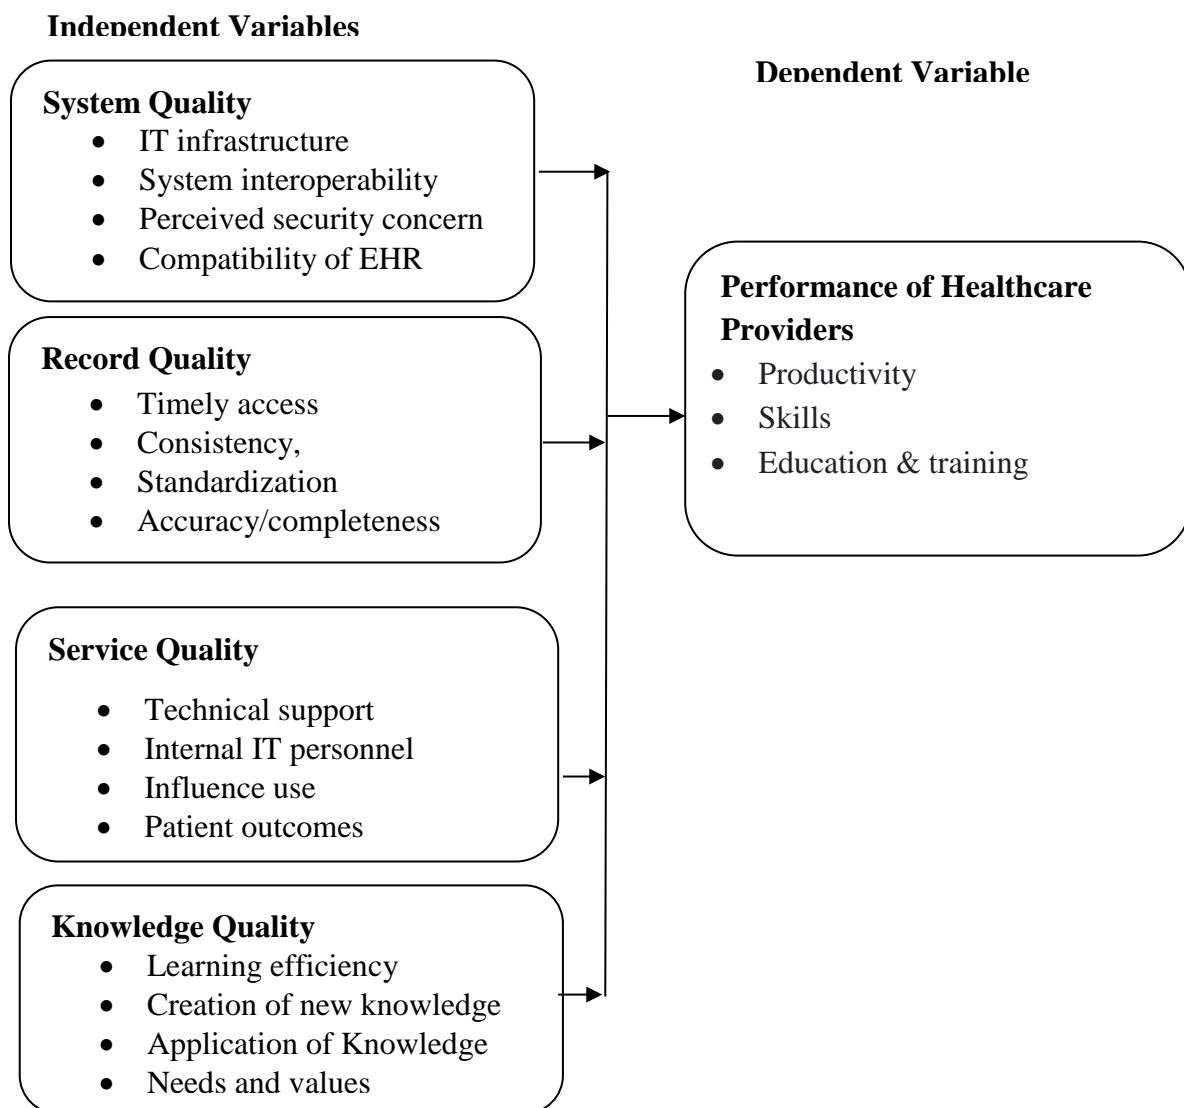 Independent Variables
Dependent Variable
System Quality
• IT infrastructure
• System interoperability
• Perceived security concern
• Compatibility of EHR
Record Quality
• Timely access
• Consistency,
• Standardization
• Accuracy/completeness
Service Quality
• Technical support
• Internal IT personnel
• Influence use
• Patient outcomes
Knowledge Quality
• Learning efficiency
• Creation of new knowledge
• Application of Knowledge
• Needs and values
Performance of Healthcare
Providers
• Productivity
• Skills
• Education & training